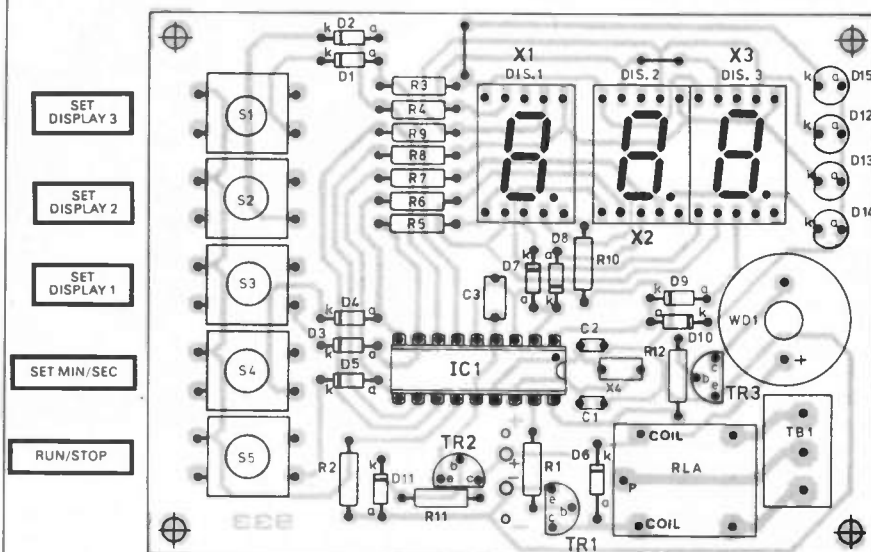 D2
k a
k a
D1
X1
X3
DIS.1
DIS. 2
DIS. 3
k a D15
SET
DISPLAY 3
S1
R3
R4
R9
R8
R7
R6
R5
k a D12
k a D13
k a D14
SET
DISPLAY 2
S2
X2
D8
D7
k a
a k
R10
SET
DISPLAY 1
S3
C3
D9
k a
a k
D10
WD1
+
D4
k a
D3
k a
D5
k a
SET MIN/SEC
S4
IC1
C2
X4
C1
R12
c
b
e
TR3
RUN/STOP
S5
R2
k
D11
a
TR2
b
e c
R11
+
-
R1
e
b
c
TR1
D6
k
a
COIL
P
RLA
COIL
TB1
933